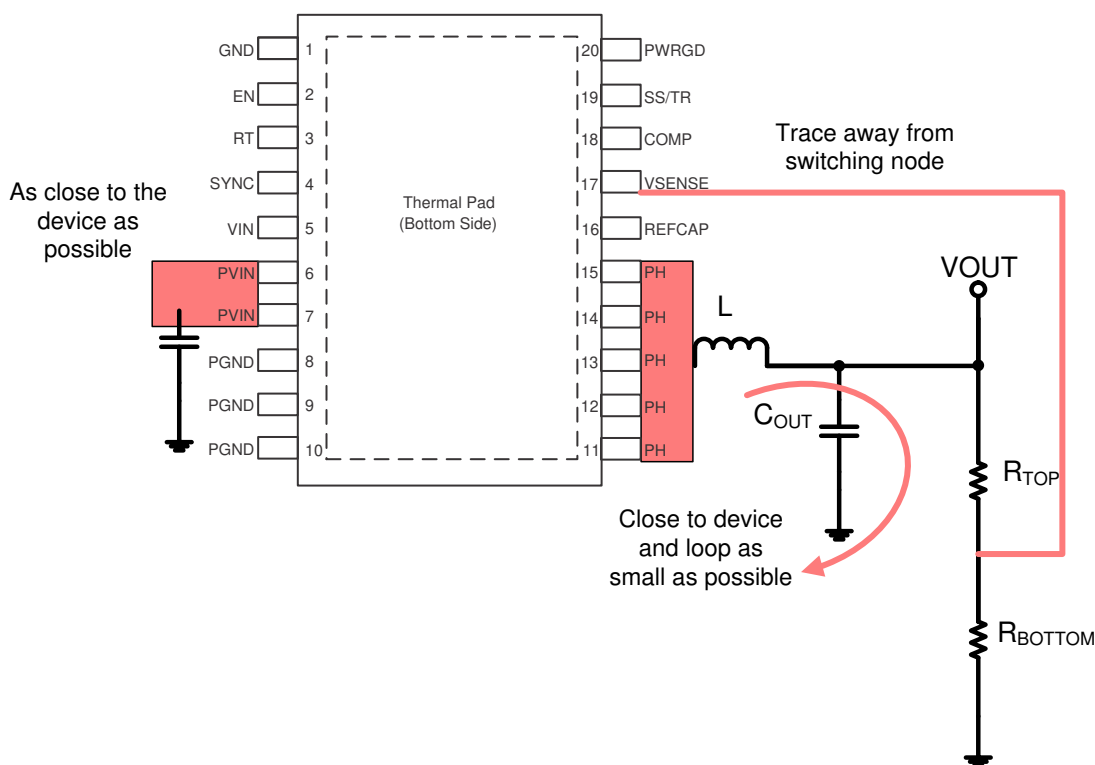 GND 1
EN 2
RT 3
SYNC 4
VIN 5
PVIN 6
PVIN 7
PGND 8
PGND 9
PGND 10
As close to the
device as
possible
Thermal Pad
(Bottom Side)
20 PWRGD
19 SS/TR
18 COMP
17 VSENSE
16 REFCAP
15 PH
14 PH
13 PH
12 PH
11 PH
Trace away from
switching node
VOUT
L
COUT
RTOP
RBOTTOM
Close to device
and loop as
small as possible